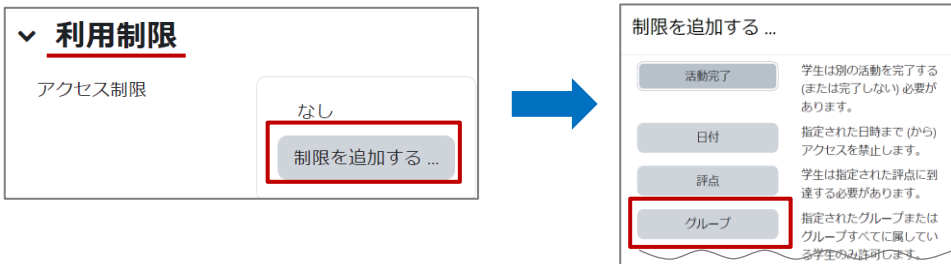 利用制限
アクセス制限
なし
制限を追加する ...
制限を追加する ...
活動完了
学生は別の活動を完了する
(または完了しない) 必要が
あります。
日付
指定された日時まで (から)
アクセスを禁止します。
評点
学生は指定された評点に到
達する必要があります。
グループ
指定されたグループまたは
グループすべてに属してい
る学生のみ許可します。